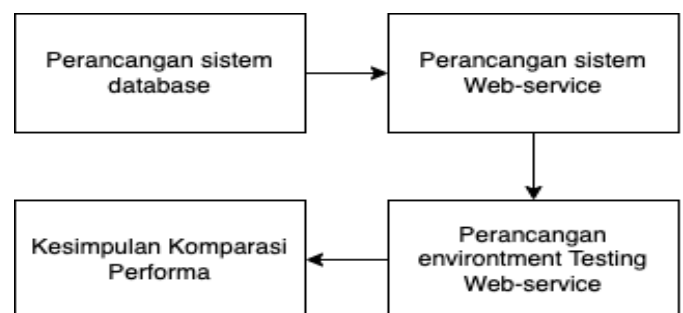 Perancangan sistem
database
Perancangan sistem
Web-service
Perancangan
environtment Testing
Web-service
Kesimpulan Komparasi
Performa